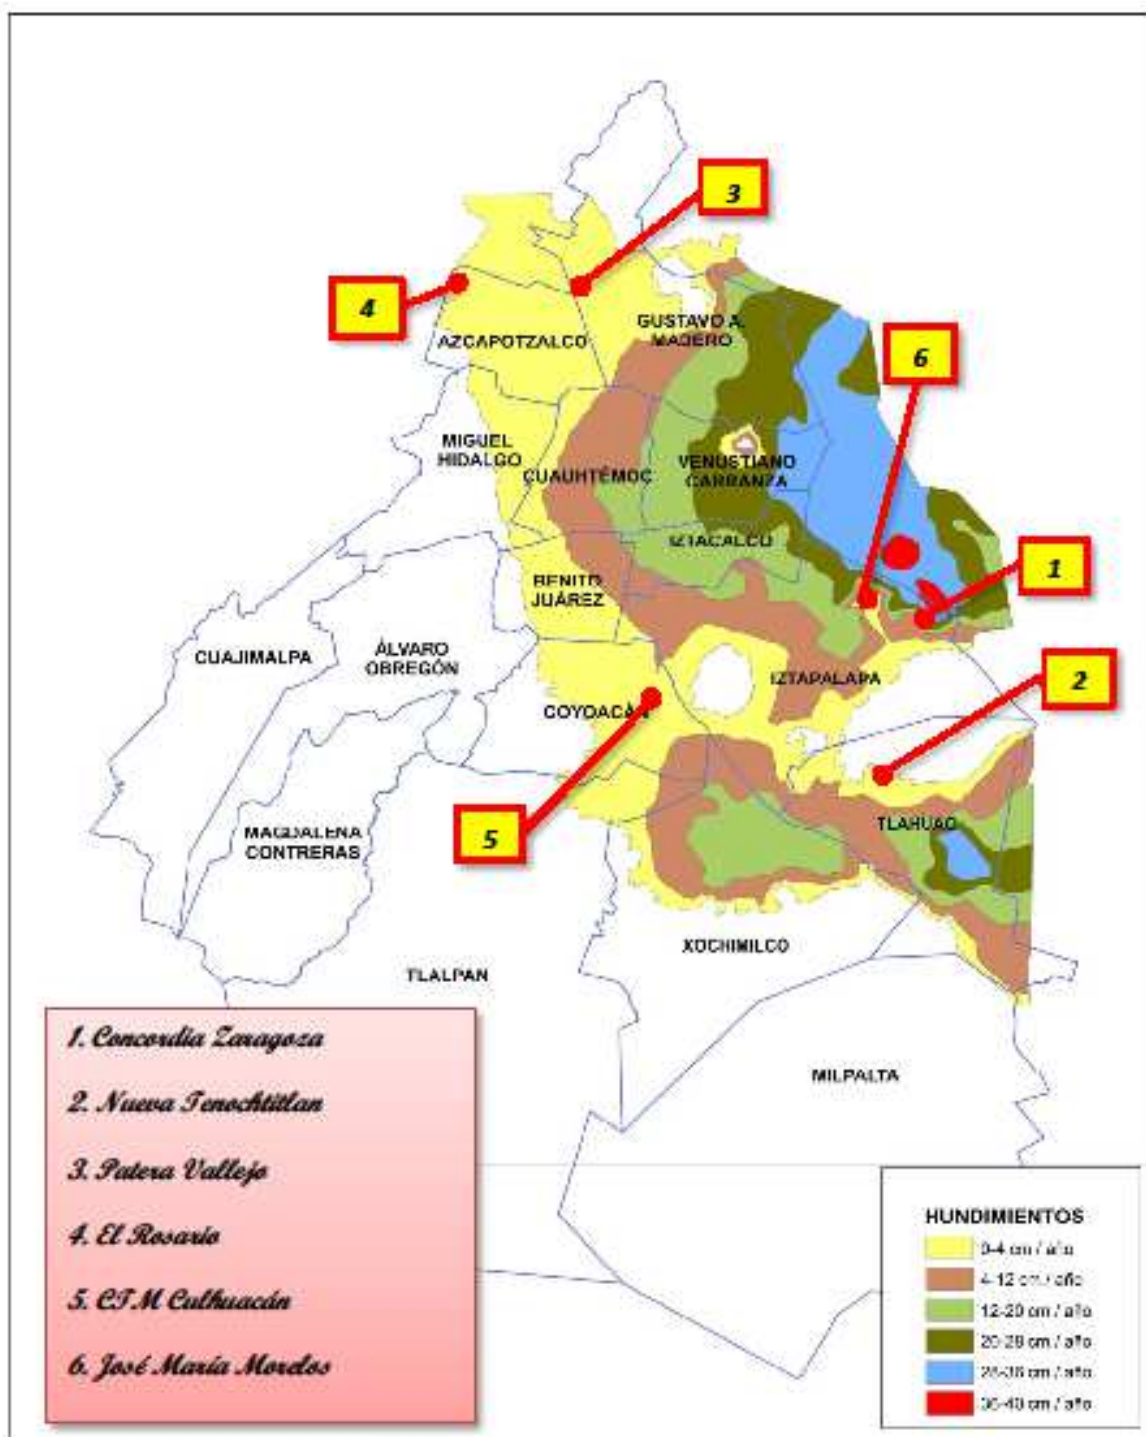 3
4
GUSTAVO A.
MADERO
AZCAPOTZALCO
6
MIGUEL
HIDALGO
CUAUHTÉMOC
VENUSTIANO
CARRANZA
IZTACALCO
1
BENITO
JUÁREZ
CUAJIMALPA
ÁLVARO
OBREGÓN
IZTAPALAPA
2
COYOACÁN
5
MAGDALENA
CONTRERAS
TLAHUAC
XOCHIMILCO
TLALPAN
MILPALTA
1. Concordia Zaragoza
2. Nueva Tenochtitlan
3. Patera Vallejo
4. El Rosario
5. CTM Culhuacán
6. José María Morelos
HUNDIMIENTOS
0-4 cm / año
4-12 cm / año
12-20 cm / año
20-28 cm / año
28-36 cm / año
36-40 cm / año